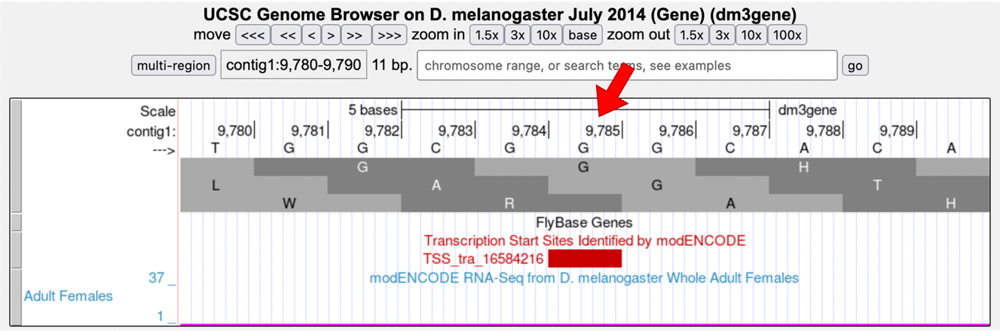 UCSC Genome Browser on D. melanogaster July 2014 (Gene) (dm3gene)
move <<< << < > >> >>> zoom in 1.5x 3x 10x base zoom out 1.5x 3x 10x 100x
multi-region contig1:9,780-9,790 11 bp. chromosome range, or search terms, see examples go
Scale 5 bases dm3gene
contig1: 9,780 9,781 9,782 9,783 9,784 9,785 9,786 9,787 9,788 9,789
---> T G G C G G G C A C A
G G H
L A G T
W R A H
FlyBase Genes
Transcription Start Sites Identified by modENCODE
TSS_tra_16584216
37 _ modENCODE RNA-Seq from D. melanogaster Whole Adult Females
Adult Females
1 _